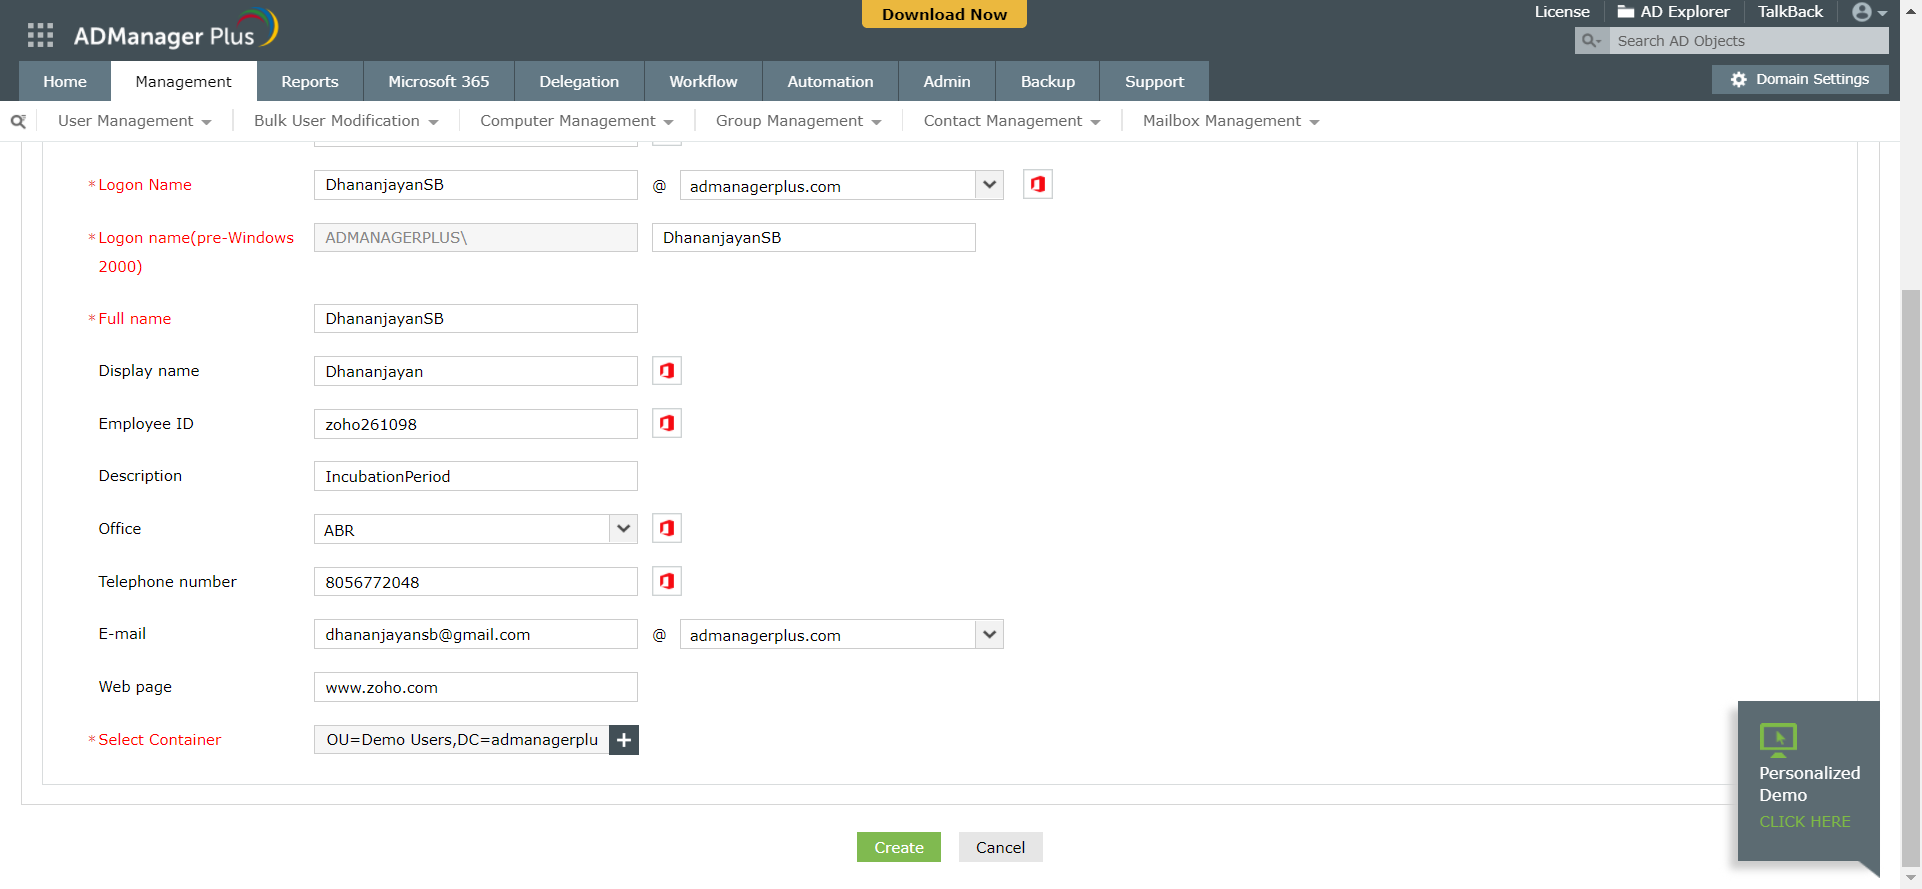 Download Now
License AD Explorer TalkBack
ADManager Plus
Search AD Objects
Home Management Reports Microsoft 365 Delegation Workflow Automation Admin Backup Support
Domain Settings
User Management Bulk User Modification Computer Management Group Management Contact Management Mailbox Management
* Logon Name DhananjayanSB @ admanagerplus.com
* Logon name(pre-Windows ADMANAGERPLUS\ DhananjayanSB
2000)
* Full name DhananjayanSB
Display name Dhananjayan
Employee ID zoho261098
Description IncubationPeriod
Office ABR
Telephone number 8056772048
E-mail dhananjayansb@gmail.com @ admanagerplus.com
Web page www.zoho.com
* Select Container OU=Demo Users,DC=admanagerplu +
Personalized
Demo
CLICK HERE
Create Cancel